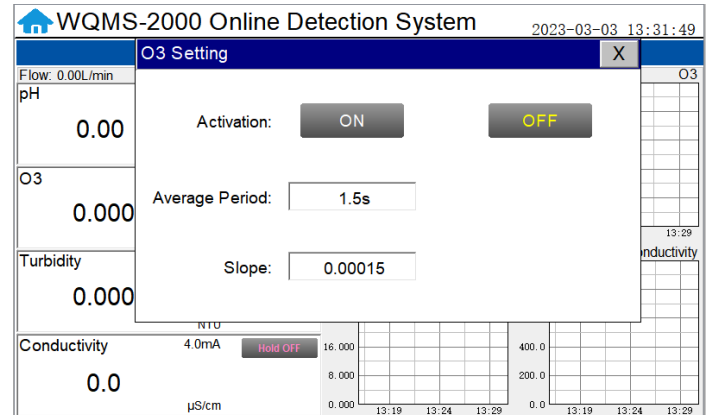 WQMS-2000 Online Detection System
2023-03-03 13:31:49
O3 Setting
X
Flow: 0.00L/min
O3
pH
0.00
Activation:
ON
OFF
O3
0.000
Average Period:
1.5s
13:29
Turbidity
Slope:
0.00015
nductivity
0.000
NTU
Conductivity
4.0mA
Hold OFF
0.0
µS/cm
16.000
8.000
0.000
13:19
13:24
13:29
400.0
200.0
0.0
13:19
13:24
13:29